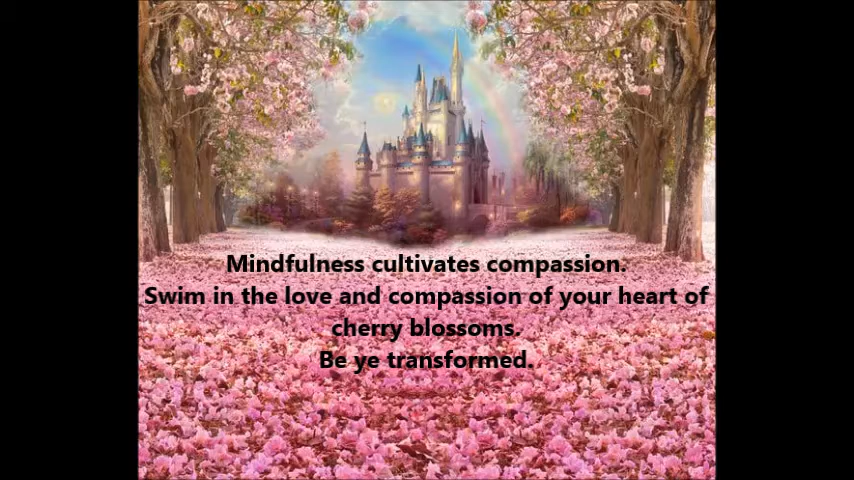 Mindfulness cultivates compassion.
Swim in the love and compassion of your heart of
cherry blossoms.
Be ye transformed.